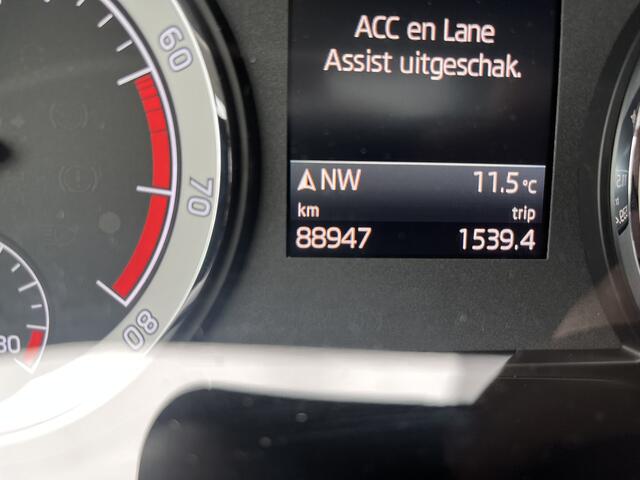 ACC en Lane
Assist uitgeschak.
NW 11.5 °C
km trip
88947 1539.4
60
70
80